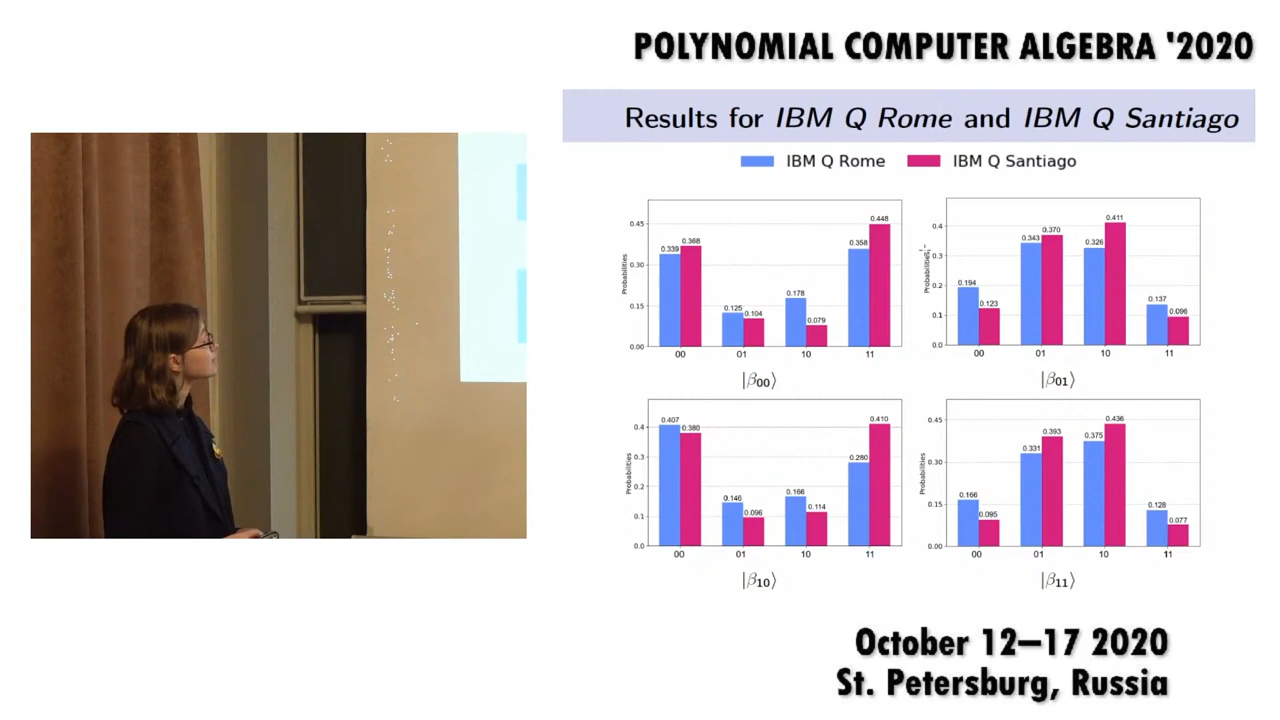 POLYNOMIAL COMPUTER ALGEBRA '2020
Results for IBM Q Rome and IBM Q Santiago
IBM Q Rome IBM Q Santiago
Probabilities
0.45
0.30
0.15
0.00
0.339 0.368
0.125 0.104
0.178 0.079
0.358 0.448
00 01 10 11
|β00⟩
Probabilities
0.4
0.3
0.2
0.1
0.0
0.194 0.123
0.343 0.370
0.326 0.411
0.137 0.096
00 01 10 11
|β01⟩
Probabilities
0.4
0.3
0.2
0.1
0.0
0.407 0.380
0.146 0.096
0.166 0.114
0.280 0.410
00 01 10 11
|β10⟩
Probabilities
0.45
0.30
0.15
0.00
0.166 0.095
0.331 0.393
0.375 0.436
0.128 0.077
00 01 10 11
|β11⟩
October 12–17 2020
St. Petersburg, Russia